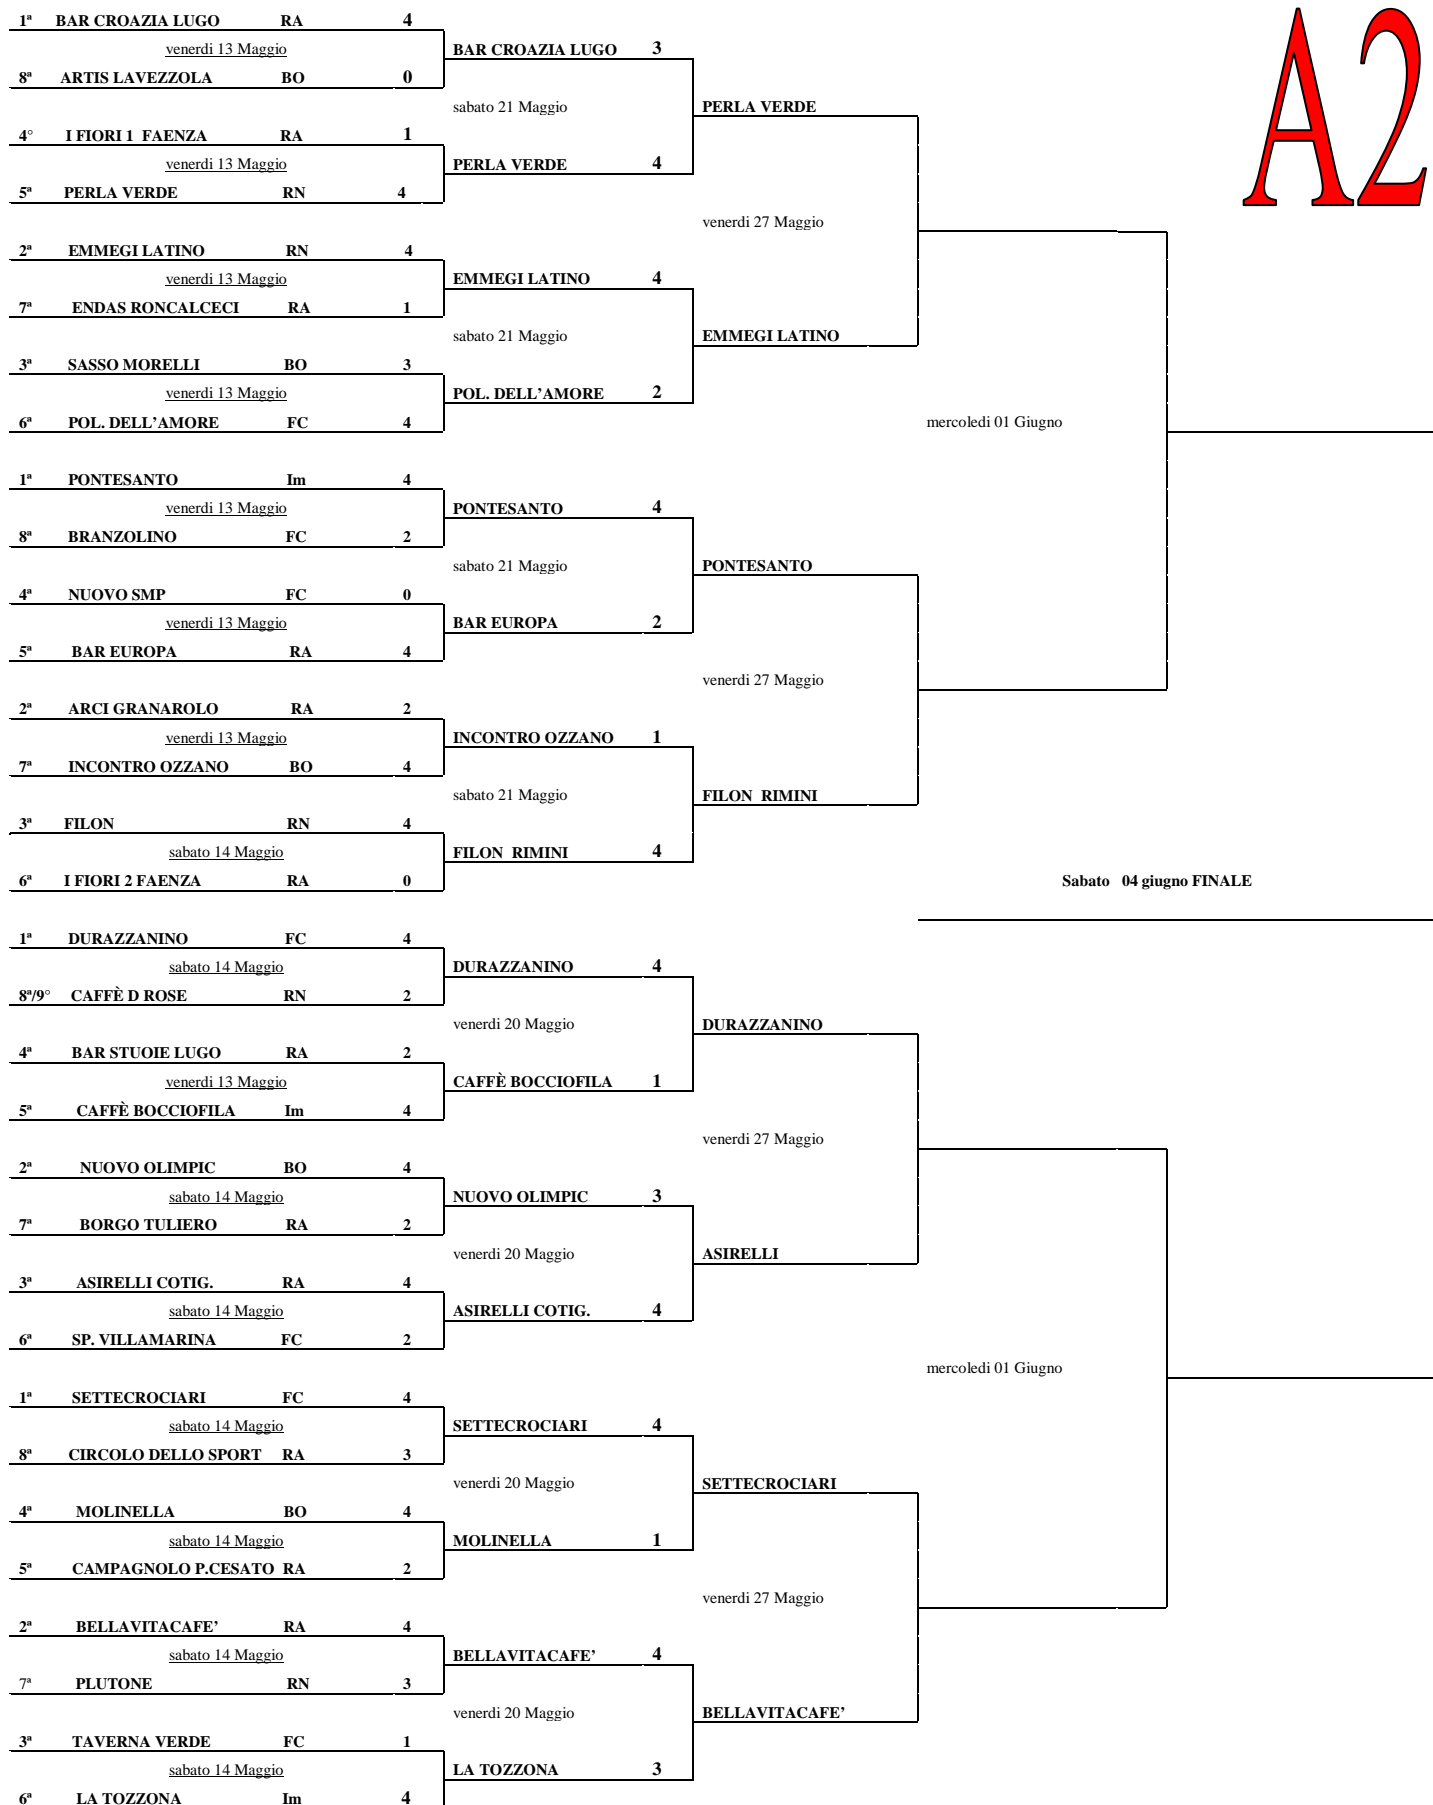 A2
1ª BAR CROAZIA LUGO RA 4
venerdi 13 Maggio
BAR CROAZIA LUGO 3
8ª ARTIS LAVEZZOLA BO 0
sabato 21 Maggio
PERLA VERDE
4° I FIORI 1 FAENZA RA 1
venerdi 13 Maggio
PERLA VERDE 4
5ª PERLA VERDE RN 4
venerdi 27 Maggio
2ª EMMEGI LATINO RN 4
venerdi 13 Maggio
EMMEGI LATINO 4
7ª ENDAS RONCALCECI RA 1
sabato 21 Maggio
EMMEGI LATINO
3ª SASSO MORELLI BO 3
venerdi 13 Maggio
POL. DELL’AMORE 2
6ª POL. DELL’AMORE FC 4
mercoledi 01 Giugno
1ª PONTESANTO Im 4
venerdi 13 Maggio
PONTESANTO 4
8ª BRANZOLINO FC 2
sabato 21 Maggio
PONTESANTO
4ª NUOVO SMP FC 0
venerdi 13 Maggio
BAR EUROPA 2
5ª BAR EUROPA RA 4
venerdi 27 Maggio
2ª ARCI GRANAROLO RA 2
venerdi 13 Maggio
INCONTRO OZZANO 1
7ª INCONTRO OZZANO BO 4
sabato 21 Maggio
FILON RIMINI
3ª FILON RN 4
sabato 14 Maggio
FILON RIMINI 4
6ª I FIORI 2 FAENZA RA 0
Sabato 04 giugno FINALE
1ª DURAZZANINO FC 4
sabato 14 Maggio
DURAZZANINO 4
8ª/9° CAFFÈ D ROSE RN 2
venerdi 20 Maggio
DURAZZANINO
4ª BAR STUOIE LUGO RA 2
venerdi 13 Maggio
CAFFÈ BOCCIOFILA 1
5ª CAFFÈ BOCCIOFILA Im 4
venerdi 27 Maggio
2ª NUOVO OLIMPIC BO 4
sabato 14 Maggio
NUOVO OLIMPIC 3
7ª BORGO TULIERO RA 2
venerdi 20 Maggio
ASIRELLI
3ª ASIRELLI COTIG. RA 4
sabato 14 Maggio
ASIRELLI COTIG. 4
6ª SP. VILLAMARINA FC 2
mercoledi 01 Giugno
1ª SETTECROCIARI FC 4
sabato 14 Maggio
SETTECROCIARI 4
8ª CIRCOLO DELLO SPORT RA 3
venerdi 20 Maggio
SETTECROCIARI
4ª MOLINELLA BO 4
sabato 14 Maggio
MOLINELLA 1
5ª CAMPAGNOLO P.CESATO RA 2
venerdi 27 Maggio
2ª BELLAVITACAFE’ RA 4
sabato 14 Maggio
BELLAVITACAFE’ 4
7ª PLUTONE RN 3
venerdi 20 Maggio
BELLAVITACAFE’
3ª TAVERNA VERDE FC 1
sabato 14 Maggio
LA TOZZONA 3
6ª LA TOZZONA Im 4